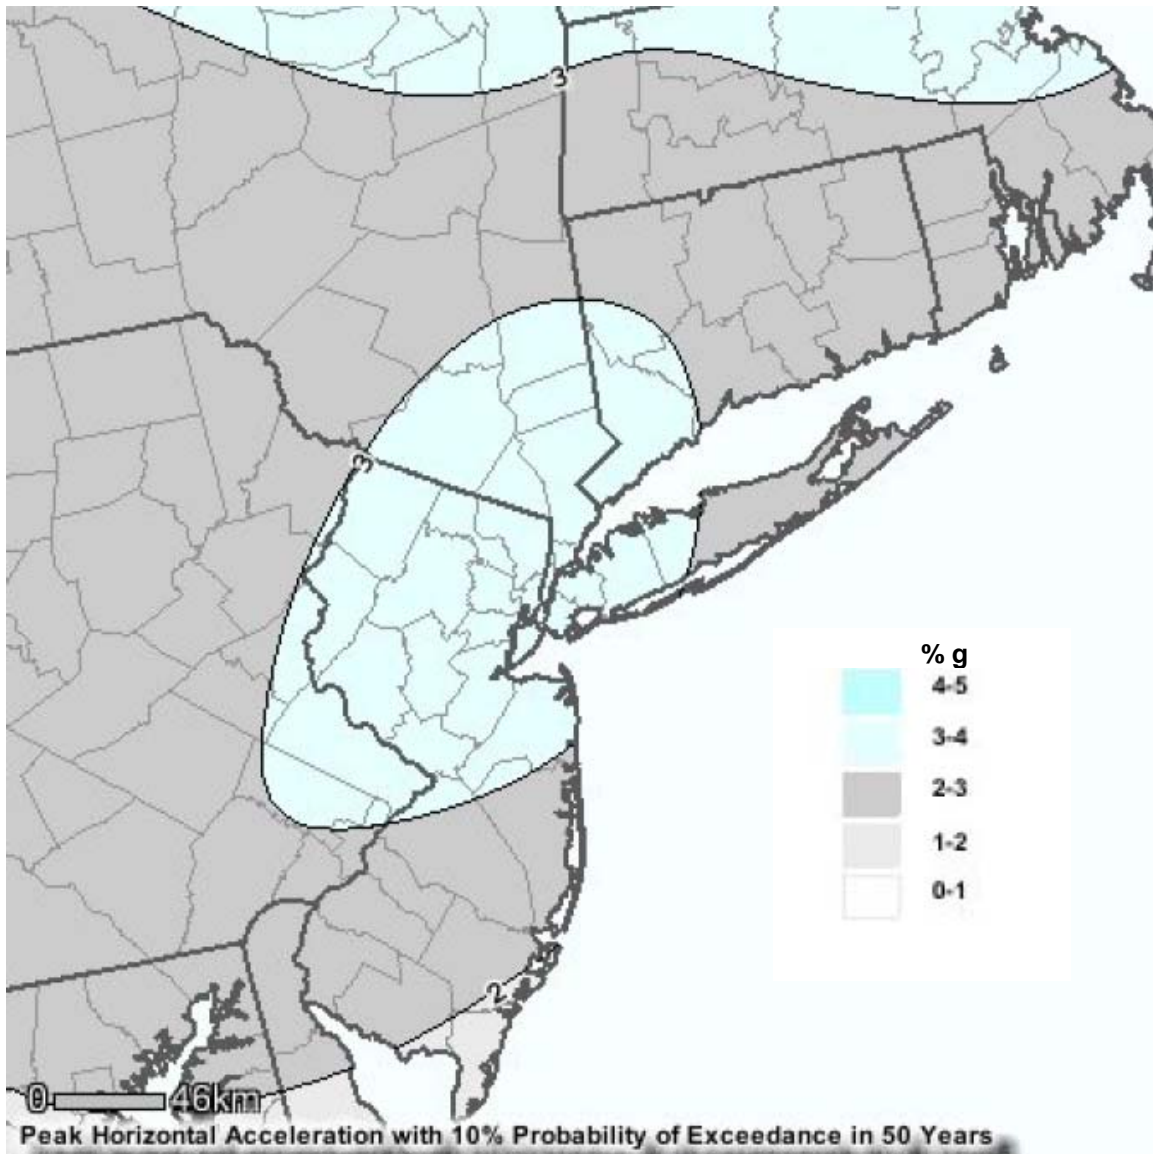 3
3
% g
4-5
3-4
2-3
1-2
0-1
2
0 46km
Peak Horizontal Acceleration with 10% Probability of Exceedance in 50 Years